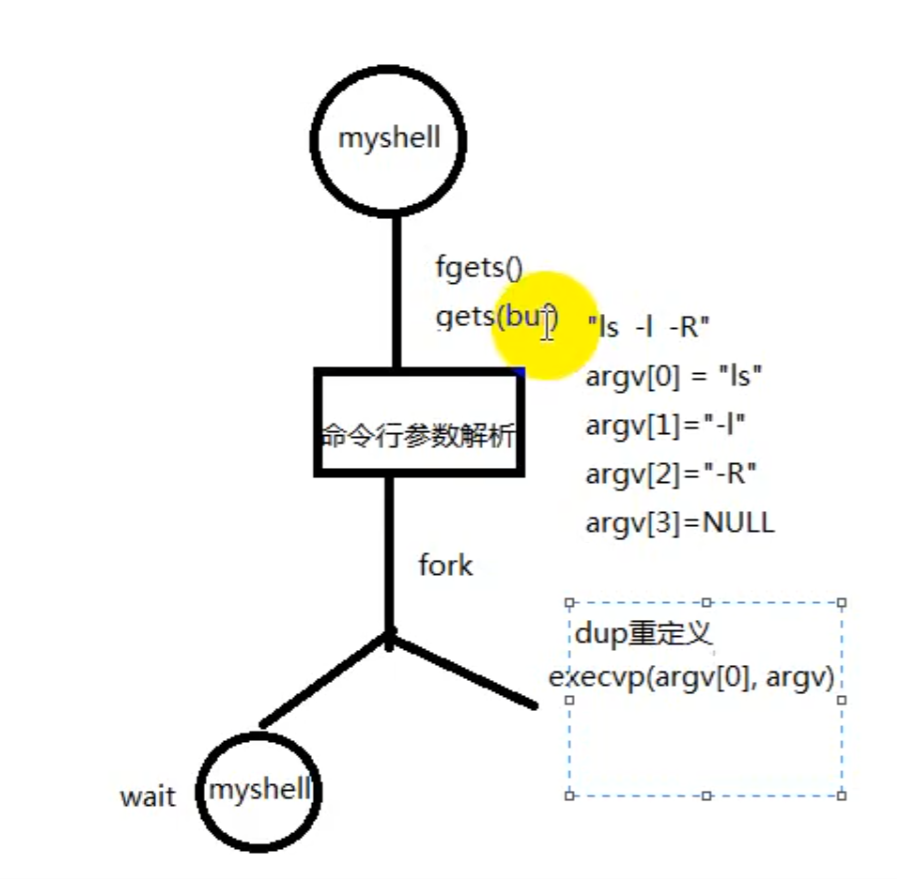 myshell
fgets()
gets(buf)
"ls -l -R"
argv[0] = "ls"
命令行参数解析
argv[1]="-l"
argv[2]="-R"
argv[3]=NULL
fork
dup重定义
execvp(argv[0], argv)
wait
myshell